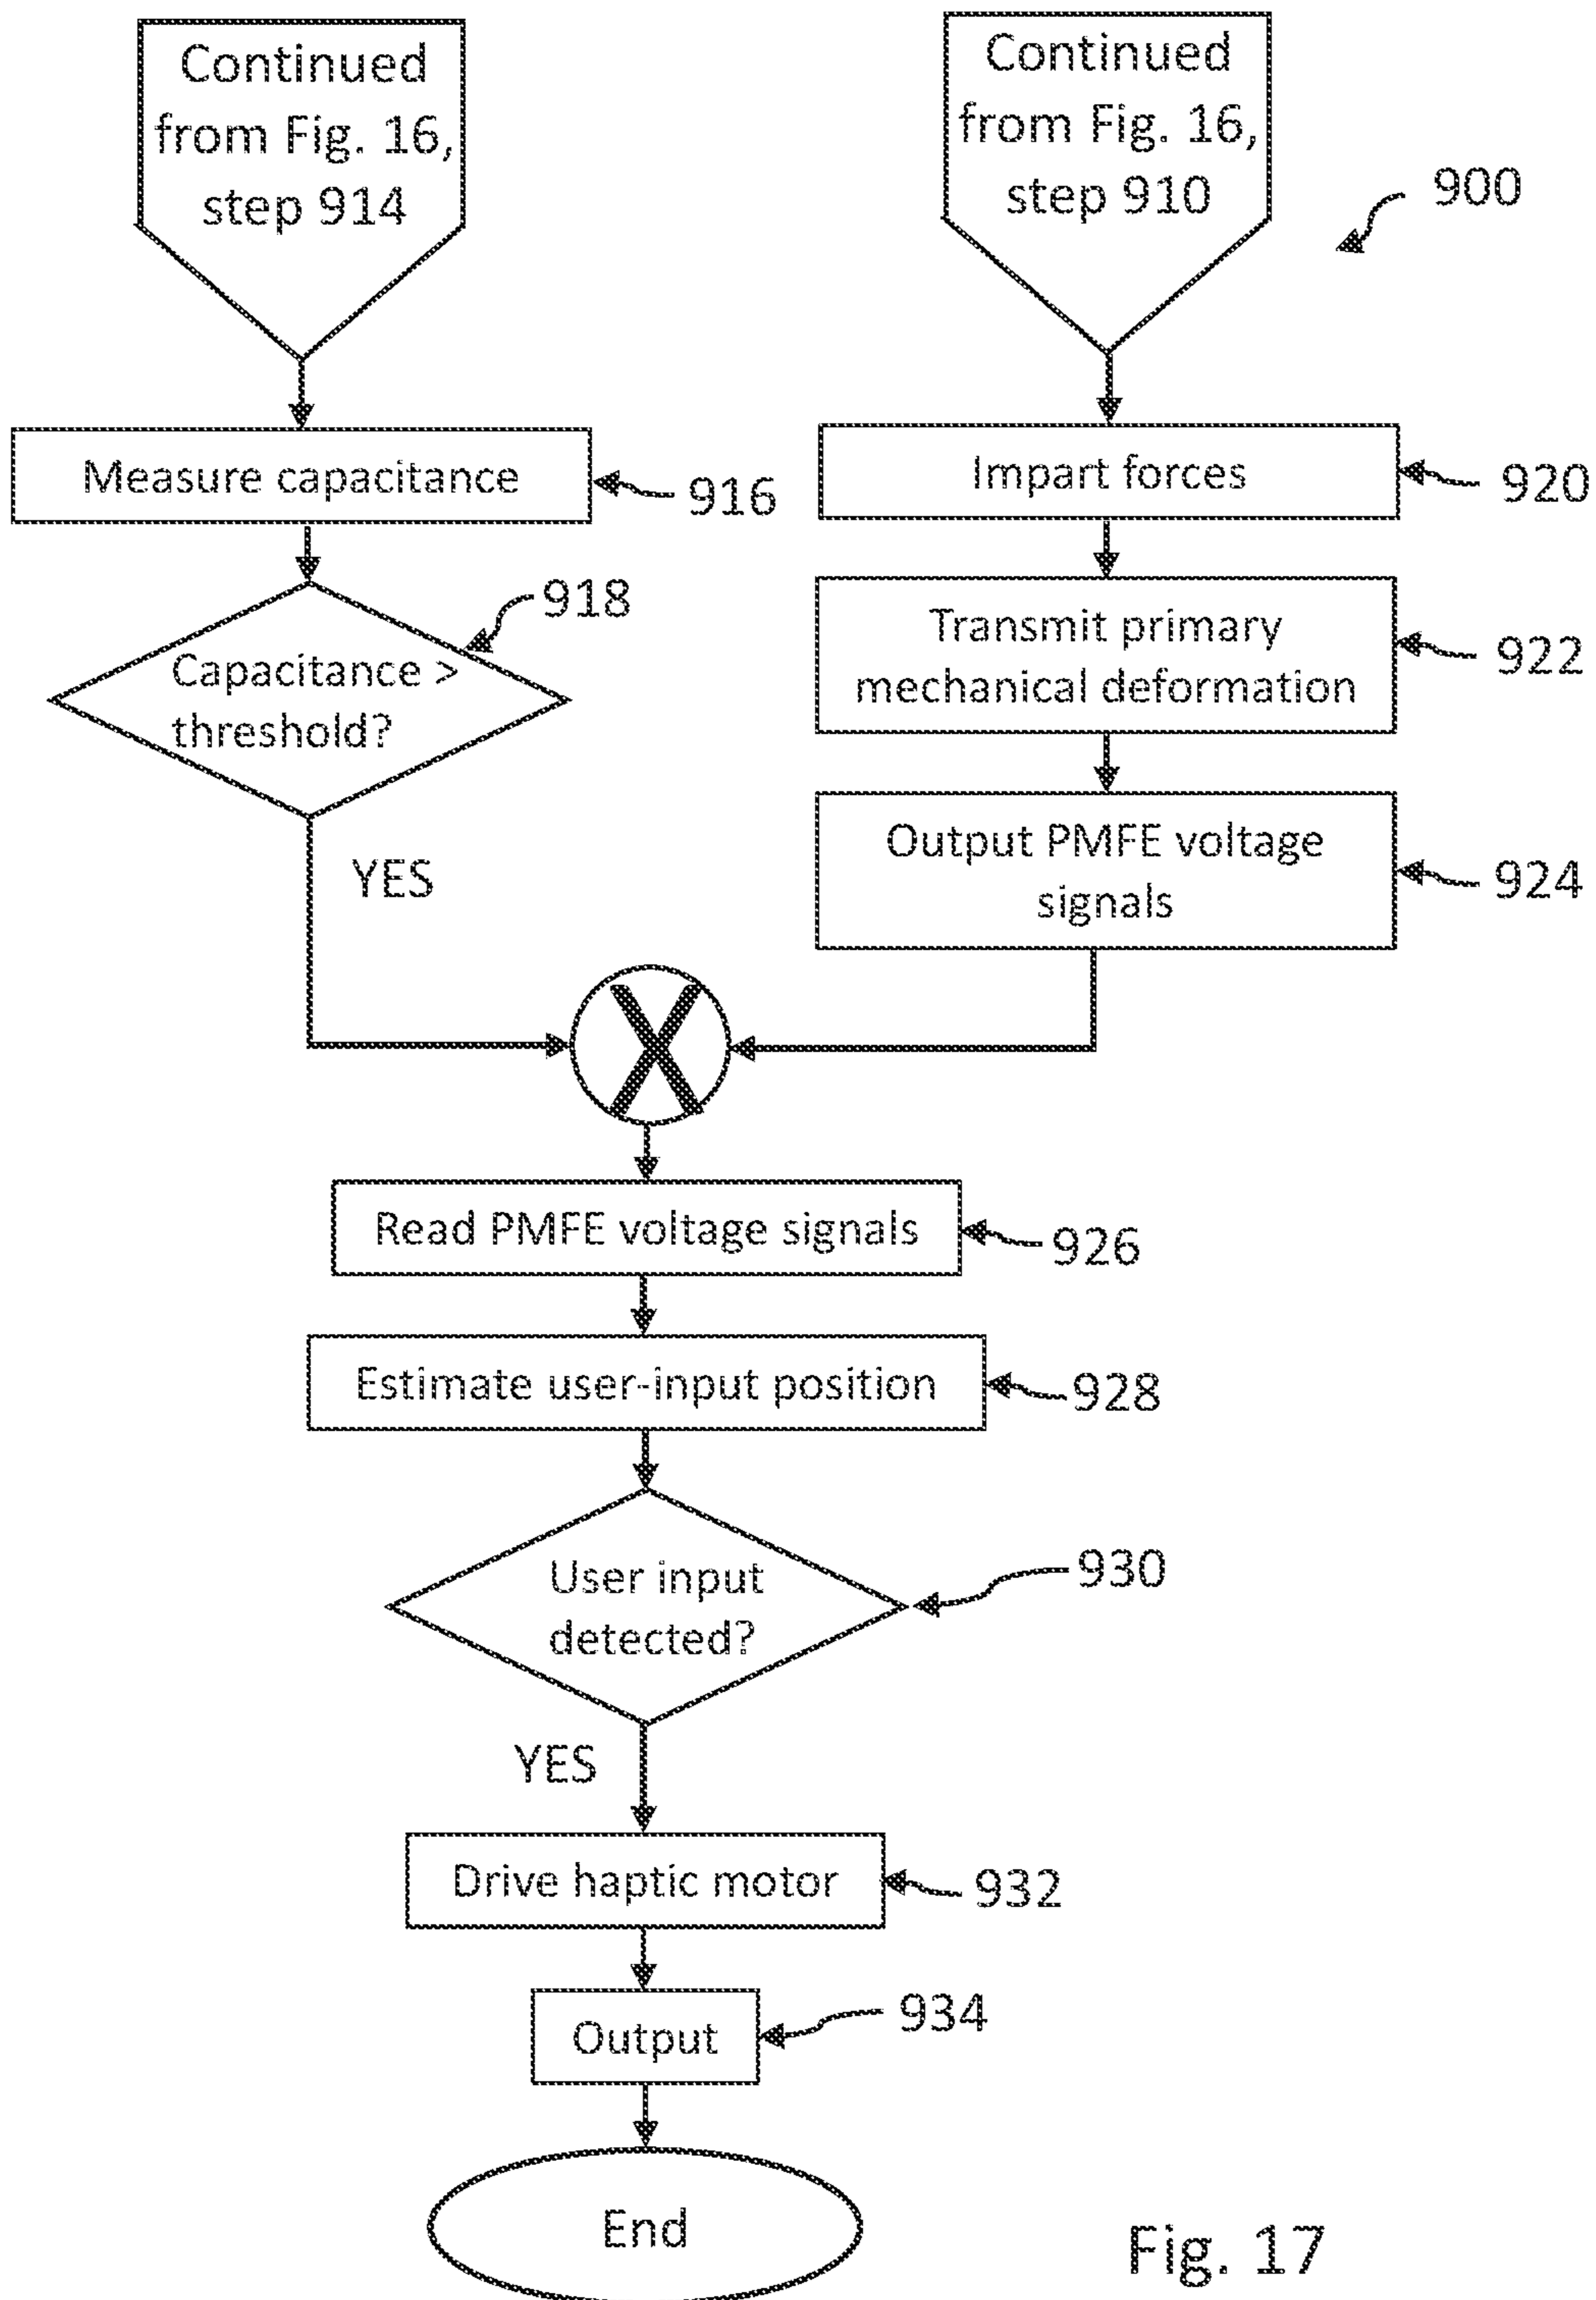 Continued
from Fig. 16,
step 914
Continued
from Fig. 16,
step 910
900
Measure capacitance
916
Impart forces
920
Capacitance >
threshold?
918
Transmit primary
mechanical deformation
922
YES
Output PMFE voltage
signals
924
X
Read PMFE voltage signals
926
Estimate user-input position
928
User input
detected?
930
YES
Drive haptic motor
932
Output
934
End
Fig. 17